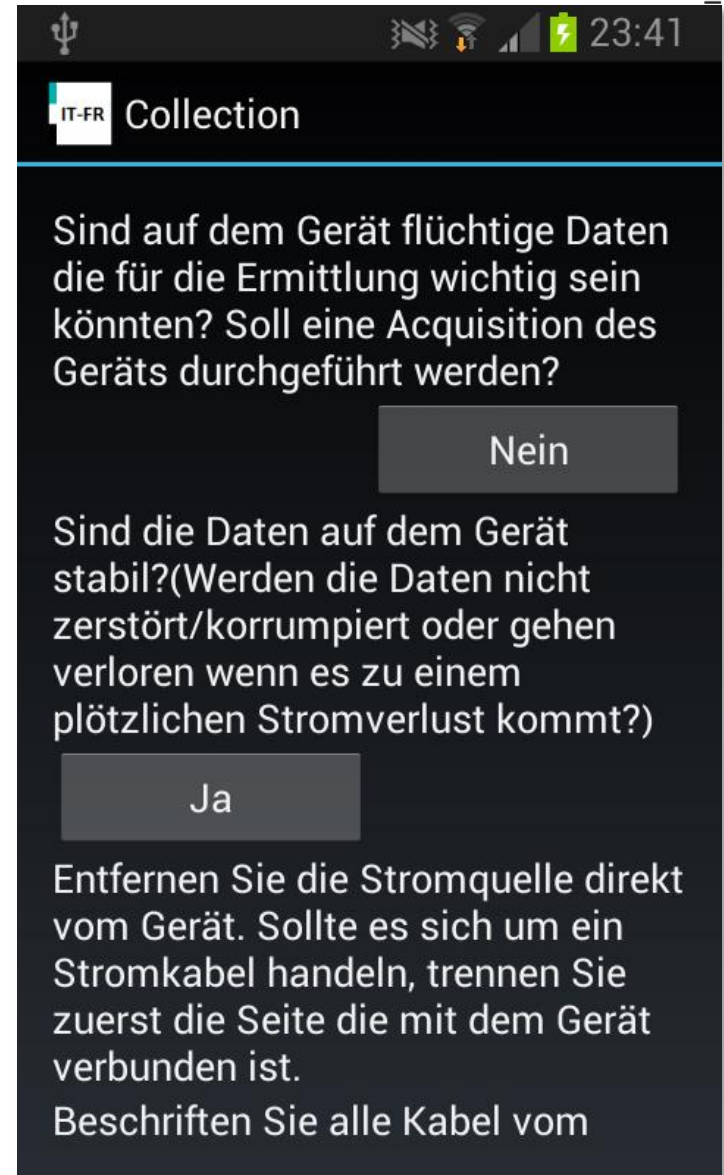 23:41
IT-FR Collection
Sind auf dem Gerät flüchtige Daten
die für die Ermittlung wichtig sein
könnten? Soll eine Acquisition des
Geräts durchgeführt werden?
Nein
Sind die Daten auf dem Gerät
stabil?(Werden die Daten nicht
zerstört/korrumpiert oder gehen
verloren wenn es zu einem
plötzlichen Stromverlust kommt?)
Ja
Entfernen Sie die Stromquelle direkt
vom Gerät. Sollte es sich um ein
Stromkabel handeln, trennen Sie
zuerst die Seite die mit dem Gerät
verbunden ist.
Beschriften Sie alle Kabel vom